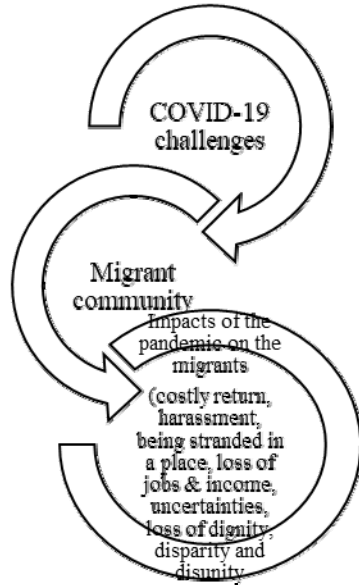 COVID-19
challenges
Migrant
community
Impacts of the
pandemic on the
migrants
(costly return,
harassment,
being stranded in
a place, loss of
jobs & income,
uncertainties,
loss of dignity,
disparity and
disunity